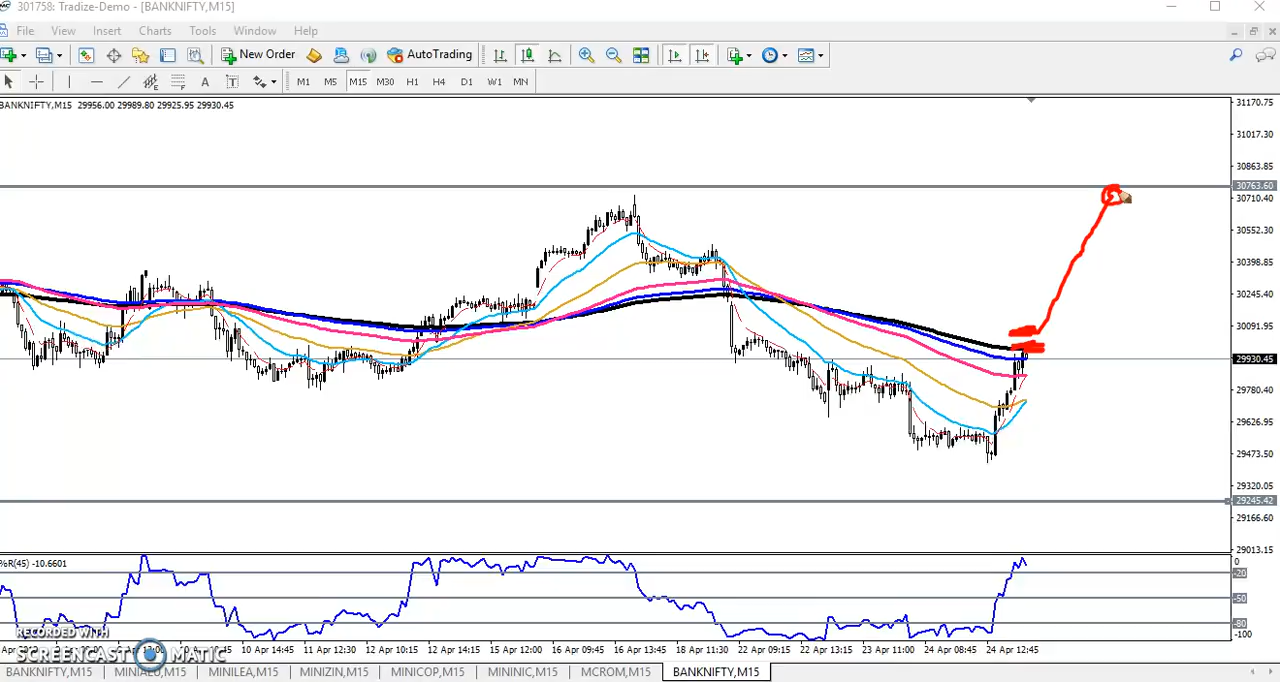 301758: Tradize-Demo - [BANKNIFTY,M15]
File View Insert Charts Tools Window Help
New Order AutoTrading
A T M1 M5 M15 M30 H1 H4 D1 W1 MN
BANKNIFTY,M15 29956.00 29989.80 29925.95 29930.45
31170.75
31017.30
30863.85
30763.60
30710.40
30552.30
30398.85
30245.40
30091.95
29930.45
29780.40
29626.95
29473.50
29320.05
29245.42
29166.60
29013.15
%R(45) -10.6601
0
-20
-50
-80
-100
10 Apr 14:45 11 Apr 12:30 12 Apr 10:15 12 Apr 14:15 15 Apr 12:00 16 Apr 09:45 16 Apr 13:45 18 Apr 11:30 22 Apr 09:15 22 Apr 13:15 23 Apr 11:00 24 Apr 08:45 24 Apr 12:45
RECORDED WITH
SCREENCAST MATIC
BANKNIFTY,M15 MINIALU,M15 MINILEA,M15 MINIZIN,M15 MINICOP,M15 MININIC,M15 MCROM,M15 BANKNIFTY,M15